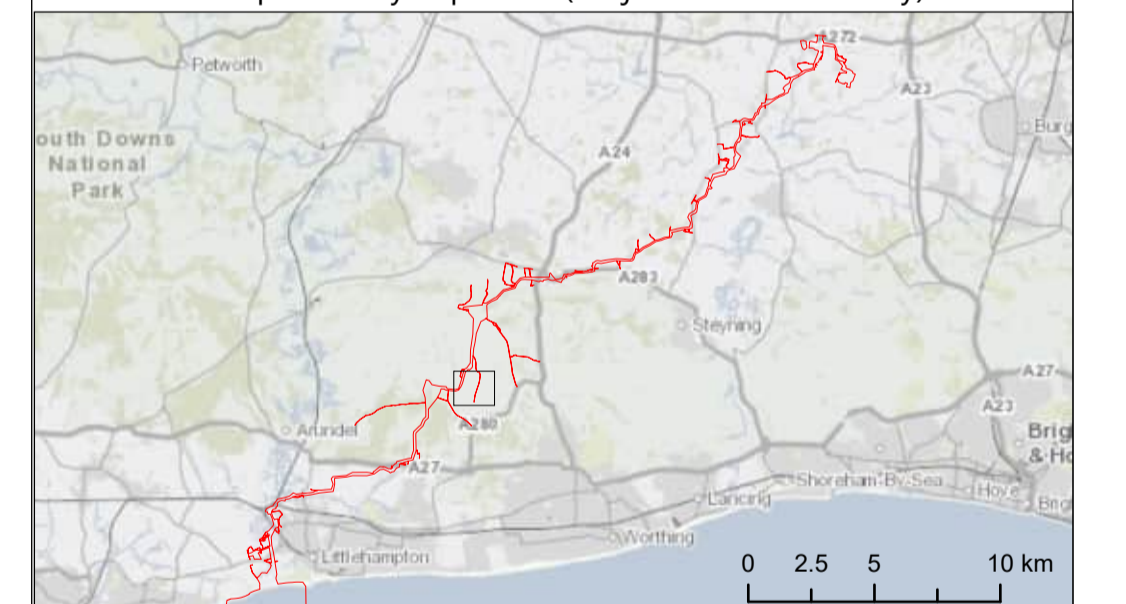 A272
Petworth
A23
Burg
outh Downs
National
Park
A24
A283
Steyning
A27
A23
A280
Arundel
Brig
& Ho
A27
Shoreham-By-Sea
Hove
Brig
Lancing
Worthing
Littlehampton
0 2.5 5 10 km